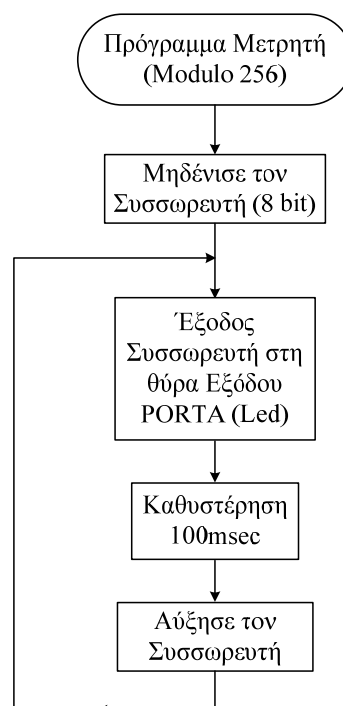 Πρόγραμμα Μετρητή
(Modulo 256)
Μηδένισε τον
Συσσωρευτή (8 bit)
Έξοδος
Συσσωρευτή στη
θύρα Εξόδου
PORTA (Led)
Καθυστέρηση
100msec
Αύξησε τον
Συσσωρευτή